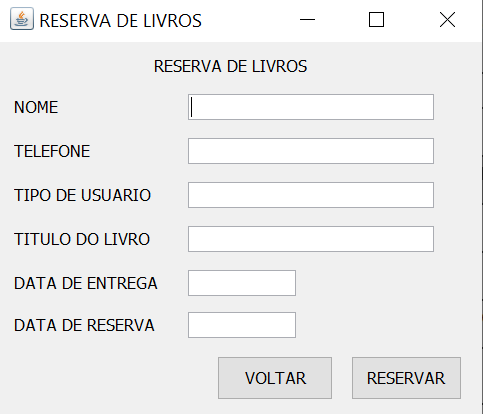 RESERVA DE LIVROS
RESERVA DE LIVROS
NOME
TELEFONE
TIPO DE USUARIO
TITULO DO LIVRO
DATA DE ENTREGA
DATA DE RESERVA
VOLTAR RESERVAR